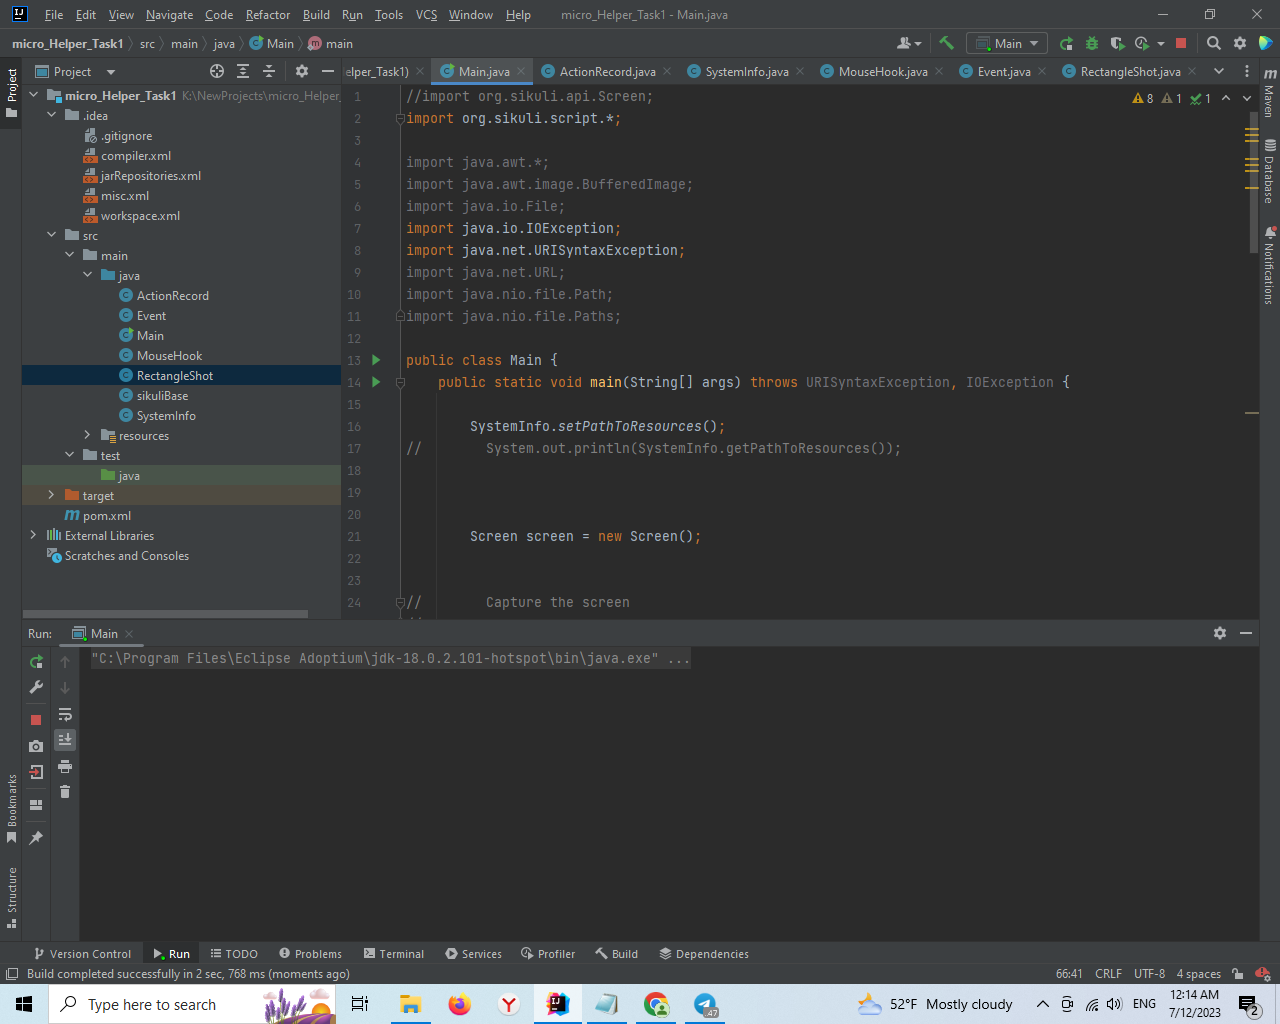 File Edit View Navigate Code Refactor Build Run Tools VCS Window Help micro_Helper_Task1 - Main.java
micro_Helper_Task1 src main java Main main
Main
Project
elper_Task1) Main.java ActionRecord.java SystemInfo.java MouseHook.java Event.java RectangleShot.java
Project
micro_Helper_Task1 K:\NewProjects\micro_Helper_
.idea
.gitignore
compiler.xml
jarRepositories.xml
misc.xml
workspace.xml
src
main
java
ActionRecord
Event
Main
MouseHook
RectangleShot
sikuliBase
SystemInfo
resources
test
java
target
pom.xml
External Libraries
Scratches and Consoles
8 1 1
1 //import org.sikuli.api.Screen;
2 import org.sikuli.script.*;
3
4 import java.awt.*;
5 import java.awt.image.BufferedImage;
6 import java.io.File;
7 import java.io.IOException;
8 import java.net.URISyntaxException;
9 import java.net.URL;
10 import java.nio.file.Path;
11 import java.nio.file.Paths;
12
13 public class Main {
14 public static void main(String[] args) throws URISyntaxException, IOException {
15
16 SystemInfo.setPathToResources();
17 // System.out.println(SystemInfo.getPathToResources());
18
19
20
21 Screen screen = new Screen();
22
23
24 // Capture the screen
Maven
Database
Notifications
Run: Main
"C:\Program Files\Eclipse Adoptium\jdk-18.0.2.101-hotspot\bin\java.exe" ...
Bookmarks
Structure
Version Control Run TODO Problems Terminal Services Profiler Build Dependencies
Build completed successfully in 2 sec, 768 ms (moments ago) 66:41 CRLF UTF-8 4 spaces
Type here to search
.47
52°F Mostly cloudy ENG
12:14 AM
7/12/2023
2